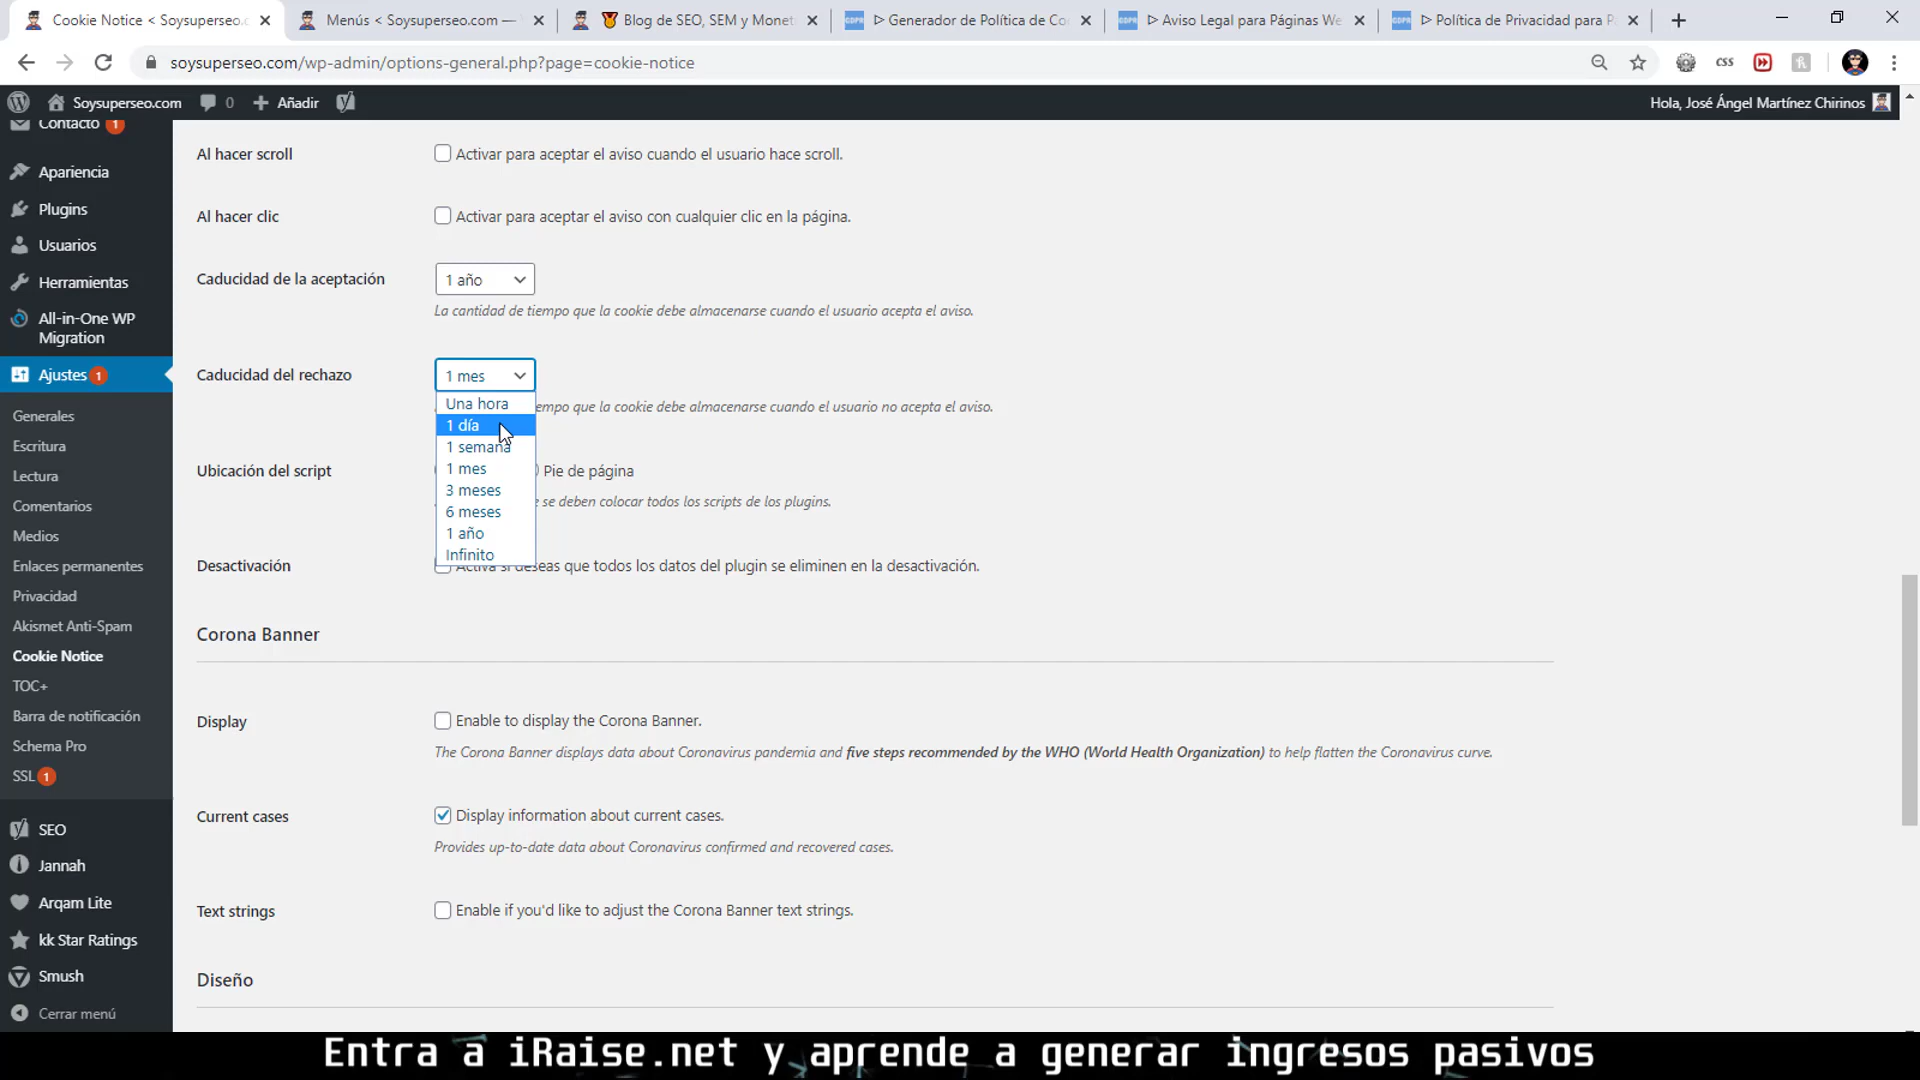 Cookie Notice < Soysuperseo.c
Menús < Soysuperseo.com — V
Blog de SEO, SEM y Monet
▷ Generador de Política de Co
▷ Aviso Legal para Páginas We
▷ Política de Privacidad para P
soysuperseo.com/wp-admin/options-general.php?page=cookie-notice
CSS
Soysuperseo.com
0
Añadir
Hola, José Ángel Martínez Chirinos
Contacto 1
Apariencia
Plugins
Usuarios
Herramientas
All-in-One WP
Migration
Ajustes 1
Generales
Escritura
Lectura
Comentarios
Medios
Enlaces permanentes
Privacidad
Akismet Anti-Spam
Cookie Notice
TOC+
Barra de notificación
Schema Pro
SSL 1
SEO
Jannah
Arqam Lite
kk Star Ratings
Smush
Cerrar menú
Al hacer scroll
Activar para aceptar el aviso cuando el usuario hace scroll.
Al hacer clic
Activar para aceptar el aviso con cualquier clic en la página.
Caducidad de la aceptación
1 año
La cantidad de tiempo que la cookie debe almacenarse cuando el usuario acepta el aviso.
Caducidad del rechazo
1 mes
Una hora
1 día
1 semana
1 mes
3 meses
6 meses
1 año
Infinito
empo que la cookie debe almacenarse cuando el usuario no acepta el aviso.
Ubicación del script
Pie de página
se deben colocar todos los scripts de los plugins.
Desactivación
Activa si deseas que todos los datos del plugin se eliminen en la desactivación.
Corona Banner
Display
Enable to display the Corona Banner.
The Corona Banner displays data about Coronavirus pandemia and five steps recommended by the WHO (World Health Organization) to help flatten the Coronavirus curve.
Current cases
Display information about current cases.
Provides up-to-date data about Coronavirus confirmed and recovered cases.
Text strings
Enable if you'd like to adjust the Corona Banner text strings.
Diseño
Entra a iRaise.net y aprende a generar ingresos pasivos